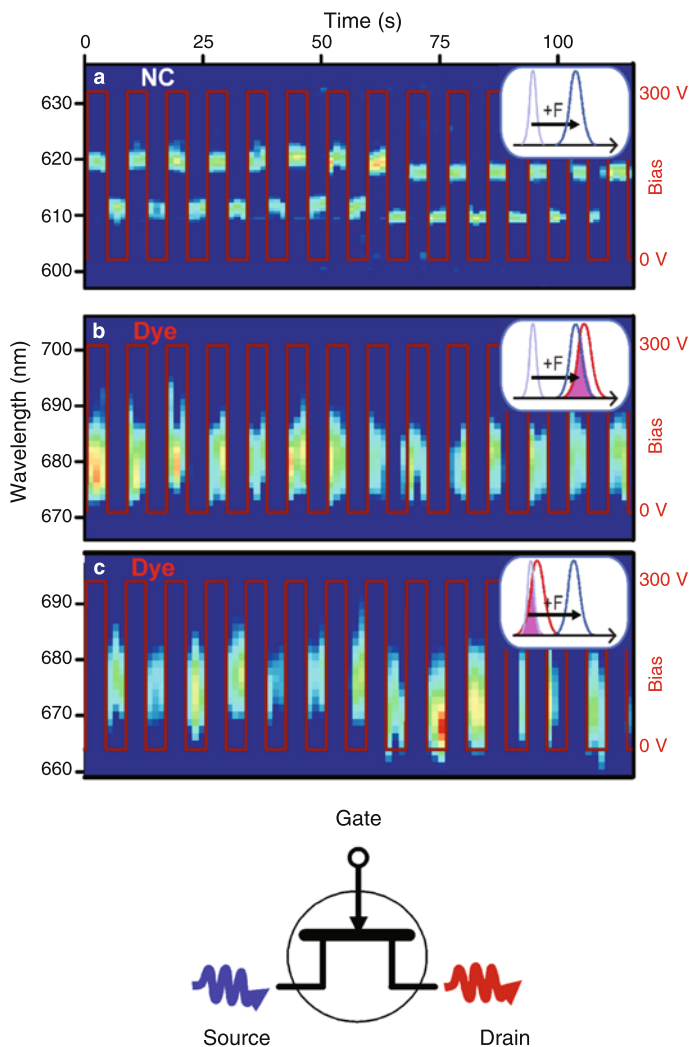 Time (s)
0 25 50 75 100
a NC
+F
630
620
610
600
300 V
Bias
0 V
b Dye
+F
700
690
680
670
300 V
Bias
0 V
Wavelength (nm)
c Dye
+F
690
680
670
660
300 V
Bias
0 V
Gate
Source Drain